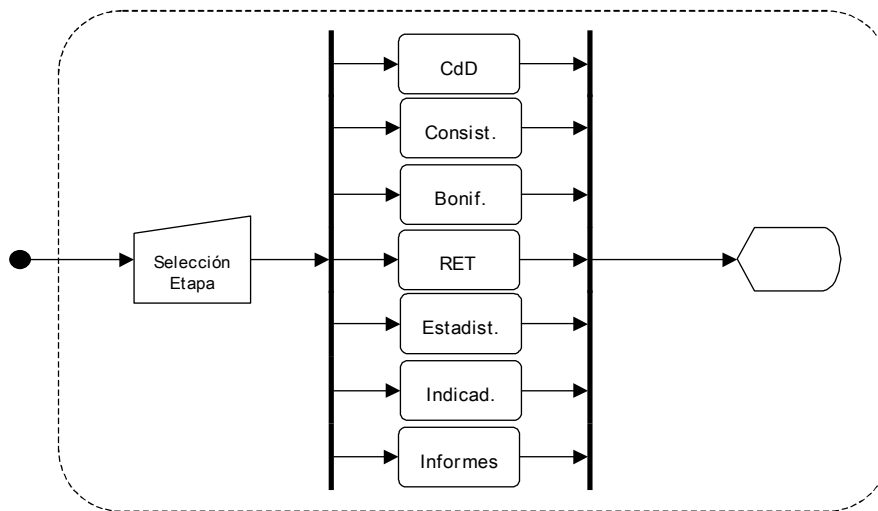 CdD
Consist.
Bonif.
Selección
Etapa
RET
Estadist.
Indicad.
Informes